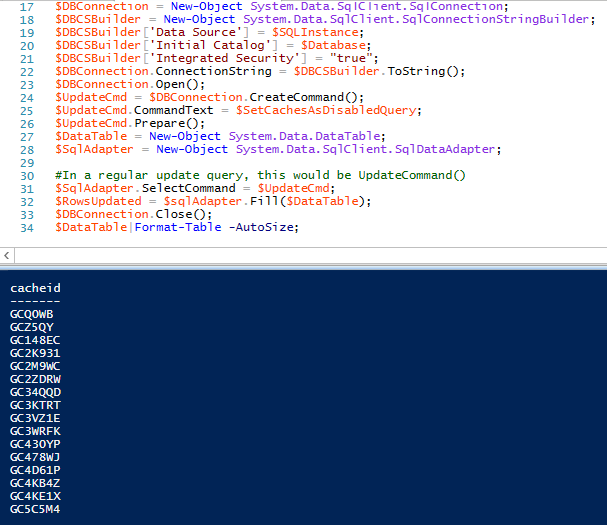 17 $DBConnection = New-Object System.Data.SqlClient.SqlConnection;
18 $DBCSBuilder = New-Object System.Data.SqlClient.SqlConnectionStringBuilder;
19 $DBCSBuilder['Data Source'] = $SQLInstance;
20 $DBCSBuilder['Initial Catalog'] = $Database;
21 $DBCSBuilder['Integrated Security'] = "true";
22 $DBConnection.ConnectionString = $DBCSBuilder.ToString();
23 $DBConnection.Open();
24 $UpdateCmd = $DBConnection.CreateCommand();
25 $UpdateCmd.CommandText = $SetCachesAsDisabledQuery;
26 $UpdateCmd.Prepare();
27 $DataTable = New-Object System.Data.DataTable;
28 $SqlAdapter = New-Object System.Data.SqlClient.SqlDataAdapter;
29
30 #In a regular update query, this would be UpdateCommand()
31 $SqlAdapter.SelectCommand = $UpdateCmd;
32 $RowsUpdated = $sqlAdapter.Fill($DataTable);
33 $DBConnection.Close();
34 $DataTable|Format-Table -AutoSize;
cacheid
-------
GCQ0WB
GCZ5QY
GC148EC
GC2K931
GC2M9WC
GC2ZDRW
GC34QQD
GC3KTRT
GC3VZ1E
GC3WRFK
GC43OYP
GC478WJ
GC4D61P
GC4KB4Z
GC4KE1X
GC5C5M4